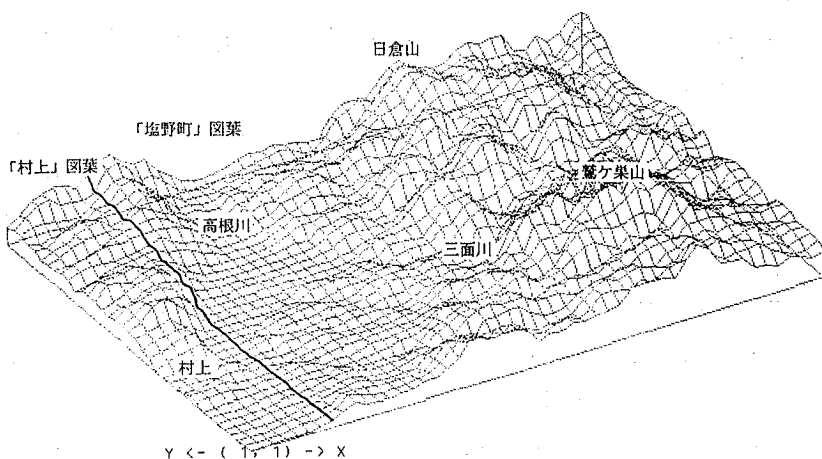 日倉山
「塩野町」図葉
「村上」図葉
鷲ケ巣山
高根川
三面川
村上
Y <- ( 1, 1) -> X